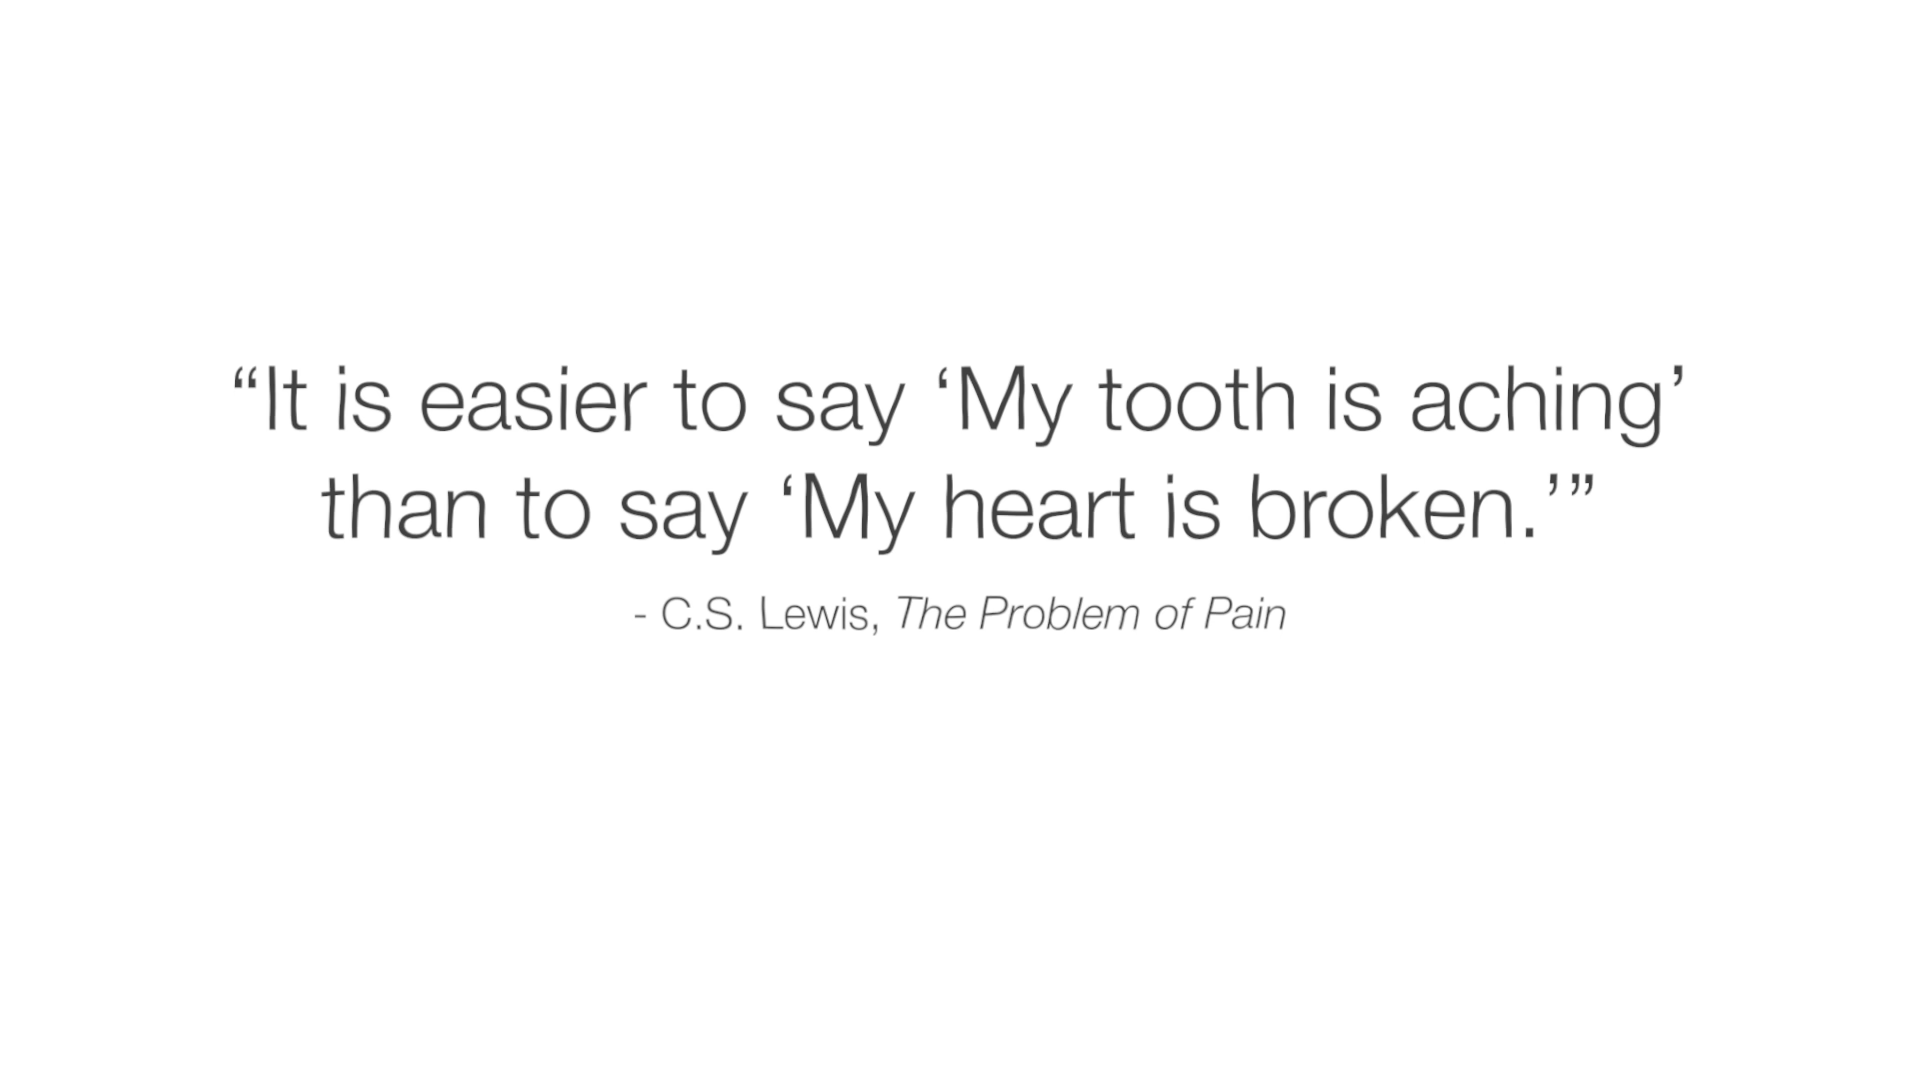 “It is easier to say ‘My tooth is aching’
than to say ‘My heart is broken.’”
- C.S. Lewis, The Problem of Pain